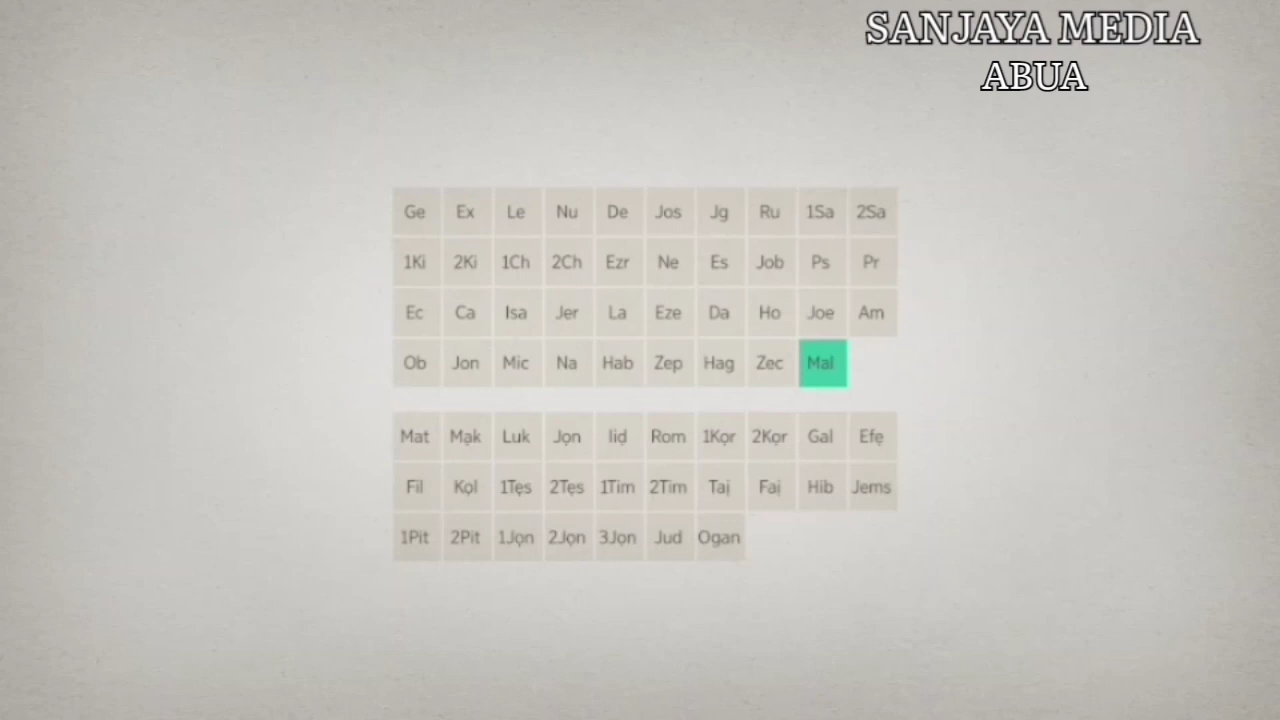 SANJAYA MEDIA
ABUA
Ge Ex Le Nu De Jos Jg Ru 1Sa 2Sa
1Ki 2Ki 1Ch 2Ch Ezr Ne Es Job Ps Pr
Ec Ca Isa Jer La Eze Da Ho Joe Am
Ob Jon Mic Na Hab Zep Hag Zec Mal
Mat Mạk Luk Jọn Iiḍ Rom 1Kọr 2Kọr Gal Efẹ
Fil Kọl 1Tẹs 2Tẹs 1Tim 2Tim Taị Faị Hib Jems
1Pit 2Pit 1Jọn 2Jọn 3Jọn Jud Ogan